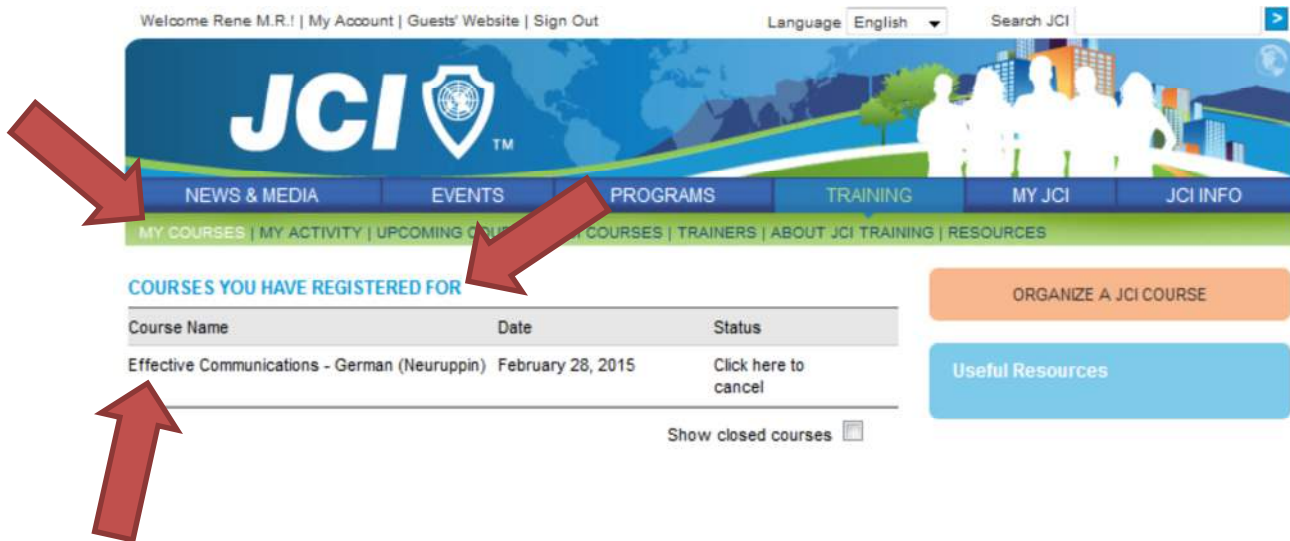 Welcome Rene M.R.! | My Account | Guests' Website | Sign Out Language English Search JCI >
JCI TM
NEWS & MEDIA EVENTS PROGRAMS TRAINING MY JCI JCI INFO
MY COURSES | MY ACTIVITY | UPCOMING COURSES | TRAINERS | ABOUT JCI TRAINING | RESOURCES
COURSES YOU HAVE REGISTERED FOR
ORGANIZE A JCI COURSE
Course Name Date Status
Effective Communications - German (Neuruppin) February 28, 2015 Click here to
cancel
Useful Resources
Show closed courses